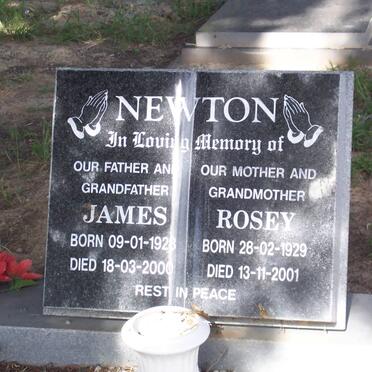 NEWTON
In Loving Memory of
OUR FATHER AND
GRANDFATHER
JAMES
BORN 09-01-1928
DIED 18-03-2000
OUR MOTHER AND
GRANDMOTHER
ROSEY
BORN 28-02-1929
DIED 13-11-2001
REST IN PEACE